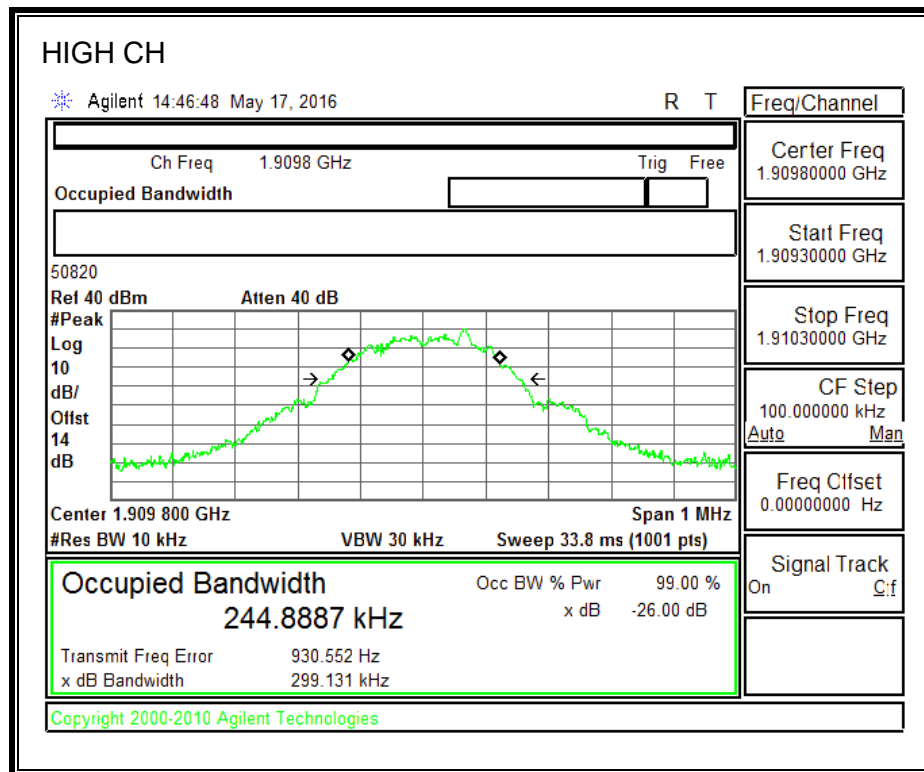 HIGH CH
Agilent 14:46:48 May 17, 2016 R T
Freq/Channel
Ch Freq 1.9098 GHz Trig Free
Occupied Bandwidth
Center Freq
1.90980000 GHz
Start Freq
1.90930000 GHz
Stop Freq
1.91030000 GHz
CF Step
100.000000 kHz
Auto Man
Freq Offset
0.00000000 Hz
Signal Track
On Off
50820
Ref 40 dBm Atten 40 dB
#Peak
Log
10
dB/
Offst
14
dB
Center 1.909 800 GHz Span 1 MHz
#Res BW 10 kHz VBW 30 kHz Sweep 33.8 ms (1001 pts)
Occupied Bandwidth Occ BW % Pwr 99.00 %
244.8887 kHz x dB -26.00 dB
Transmit Freq Error 930.552 Hz
x dB Bandwidth 299.131 kHz
Copyright 2000-2010 Agilent Technologies